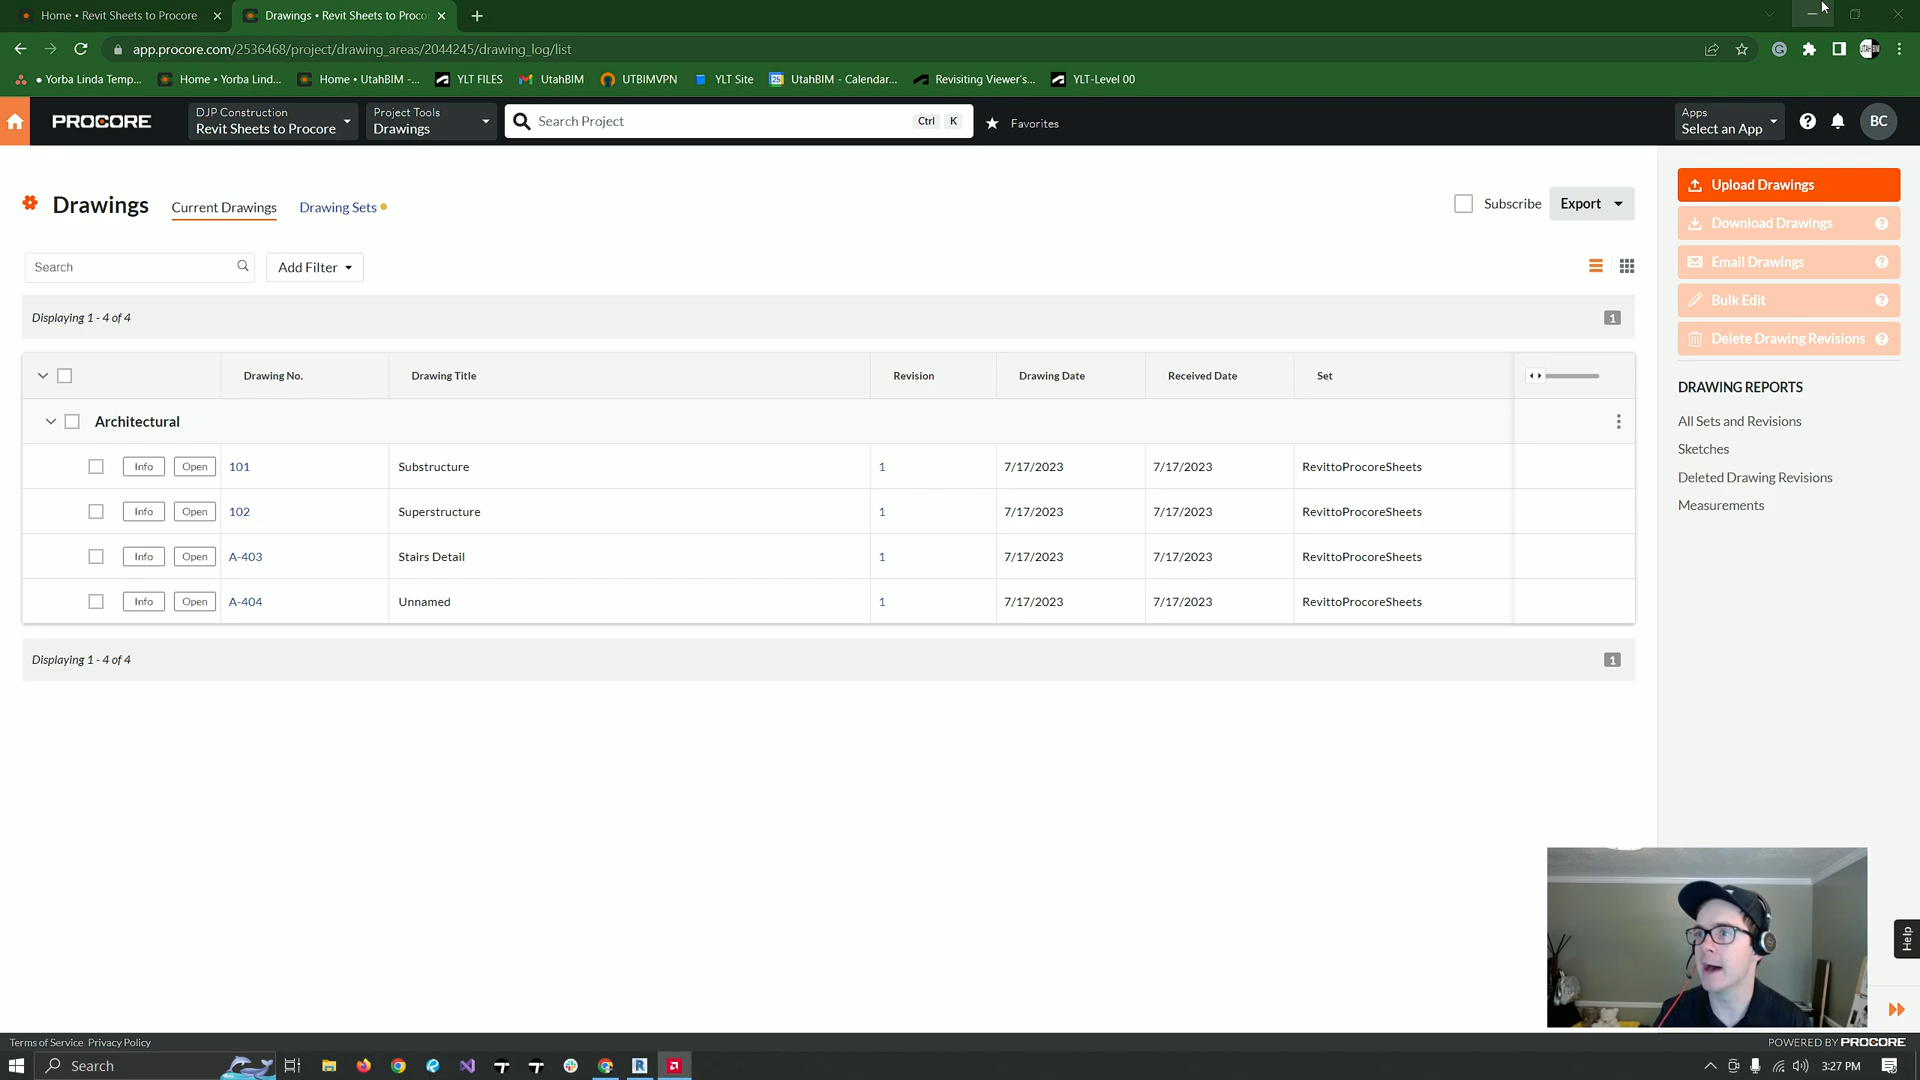 Home • Revit Sheets to Procore
Drawings • Revit Sheets to Proco
app.procore.com/2536468/project/drawing_areas/2044245/drawing_log/list
• Yorba Linda Temp...
Home • Yorba Lind...
Home • UtahBIM -...
YLT FILES
UtahBIM
UTBIMVPN
YLT Site
UtahBIM - Calendar...
Revisiting Viewer's...
YLT-Level 00
PROCORE
DJP Construction
Revit Sheets to Procore
Project Tools
Drawings
Search Project
Ctrl K
Favorites
Apps
Select an App
BC
Drawings
Current Drawings
Drawing Sets
Subscribe
Export
Upload Drawings
Download Drawings
Email Drawings
Bulk Edit
Delete Drawing Revisions
Search
Add Filter
Displaying 1 - 4 of 4
1
Drawing No. Drawing Title Revision Drawing Date Received Date Set
Architectural
Info Open 101 Substructure 1 7/17/2023 7/17/2023 RevittoProcoreSheets
Info Open 102 Superstructure 1 7/17/2023 7/17/2023 RevittoProcoreSheets
Info Open A-403 Stairs Detail 1 7/17/2023 7/17/2023 RevittoProcoreSheets
Info Open A-404 Unnamed 1 7/17/2023 7/17/2023 RevittoProcoreSheets
Displaying 1 - 4 of 4
1
DRAWING REPORTS
All Sets and Revisions
Sketches
Deleted Drawing Revisions
Measurements
Help
Terms of Service Privacy Policy
POWERED BY PROCORE
Search
3:27 PM